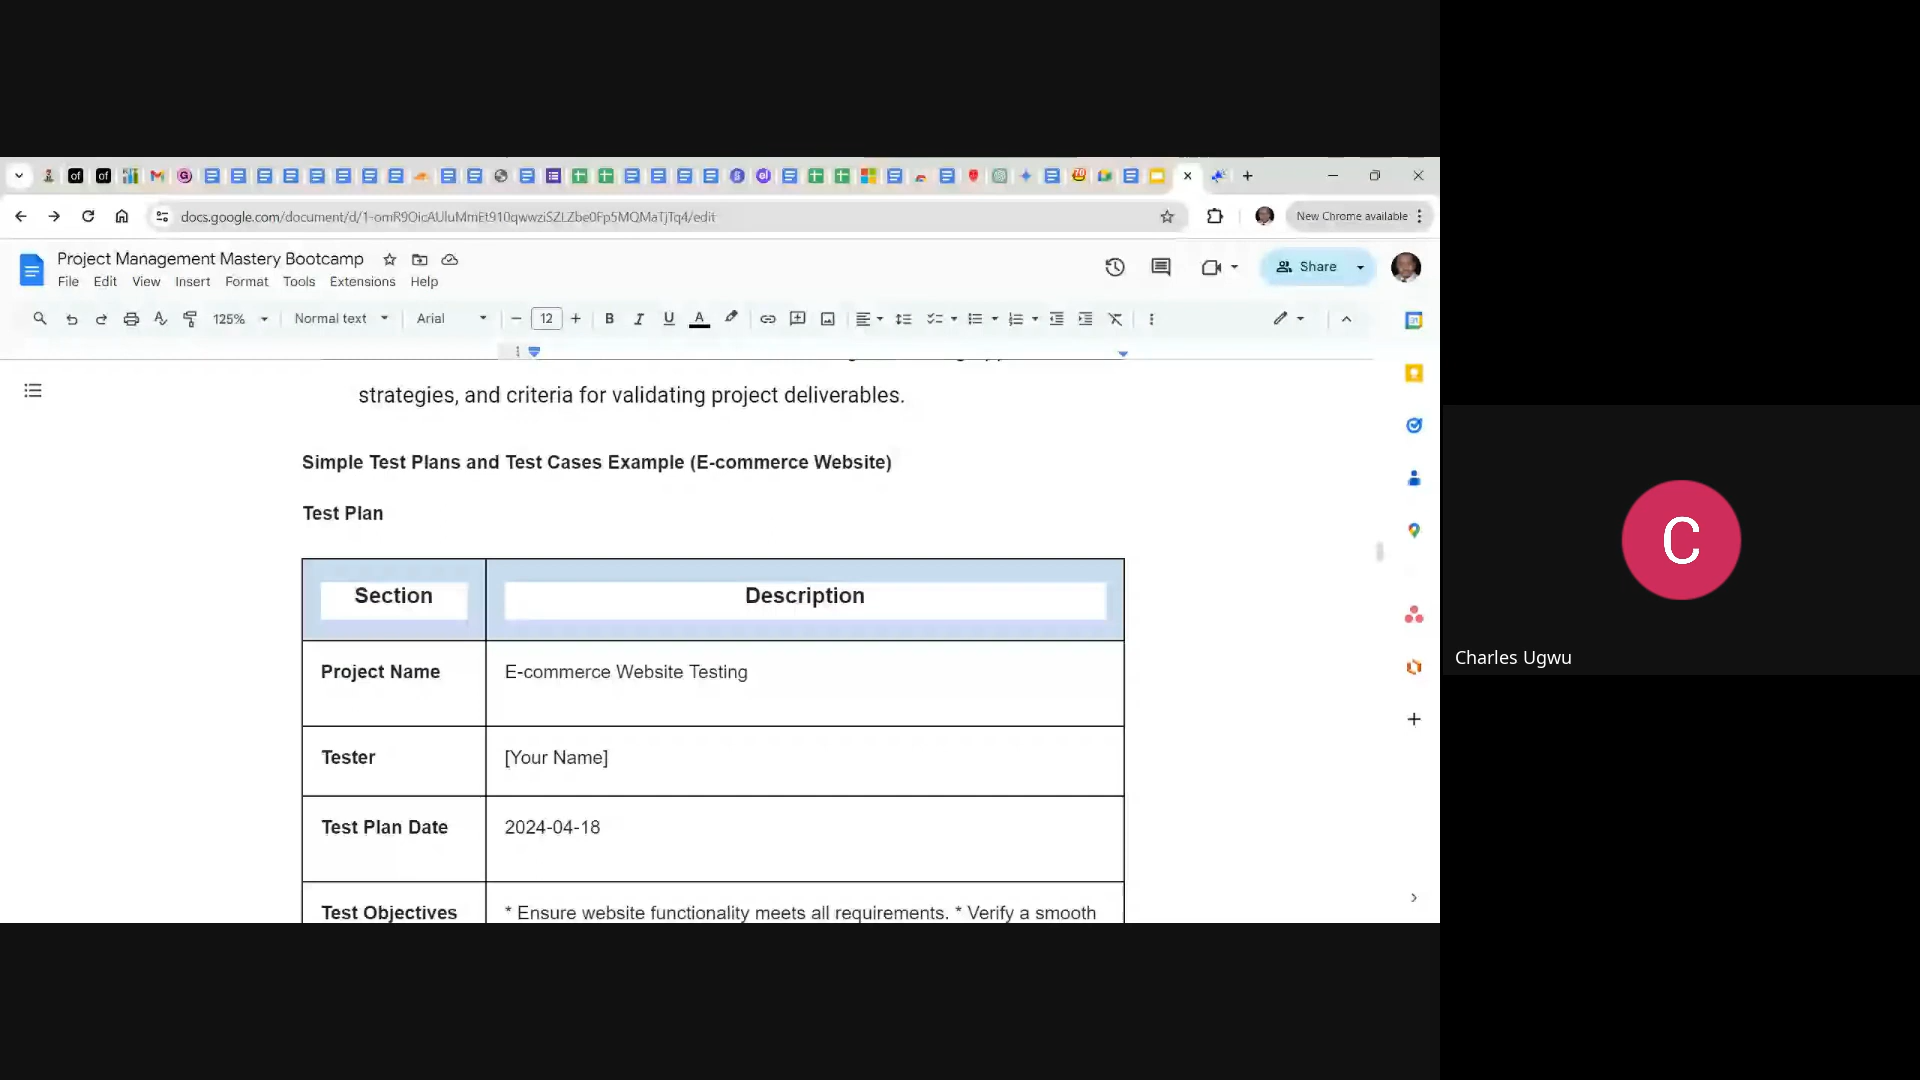 docs.google.com/document/d/1-omR9OicAUluMmEt910qwwziSZLZbe0Fp5MQMaTjTq4/edit
New Chrome available
Project Management Mastery Bootcamp
File Edit View Insert Format Tools Extensions Help
Share
125% Normal text Arial 12
strategies, and criteria for validating project deliverables.
Simple Test Plans and Test Cases Example (E-commerce Website)
Test Plan
Section Description
Project Name E-commerce Website Testing
Tester [Your Name]
Test Plan Date 2024-04-18
Test Objectives * Ensure website functionality meets all requirements. * Verify a smooth
C
Charles Ugwu